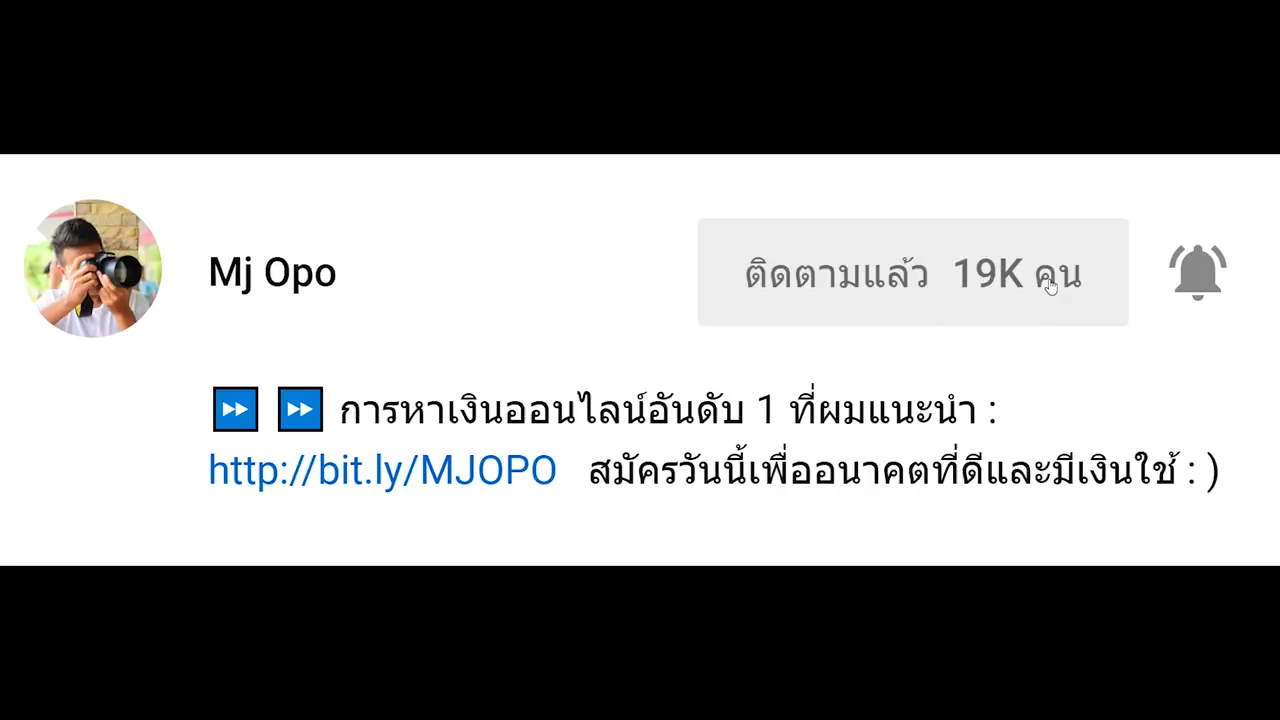 Mj Opo
ติดตามแล้ว 19K คน
⏩ ⏩ การหาเงินออนไลน์อันดับ 1 ที่ผมแนะนำ :
http://bit.ly/MJOPO สมัครวันนี้เพื่ออนาคตที่ดีและมีเงินใช้ : )